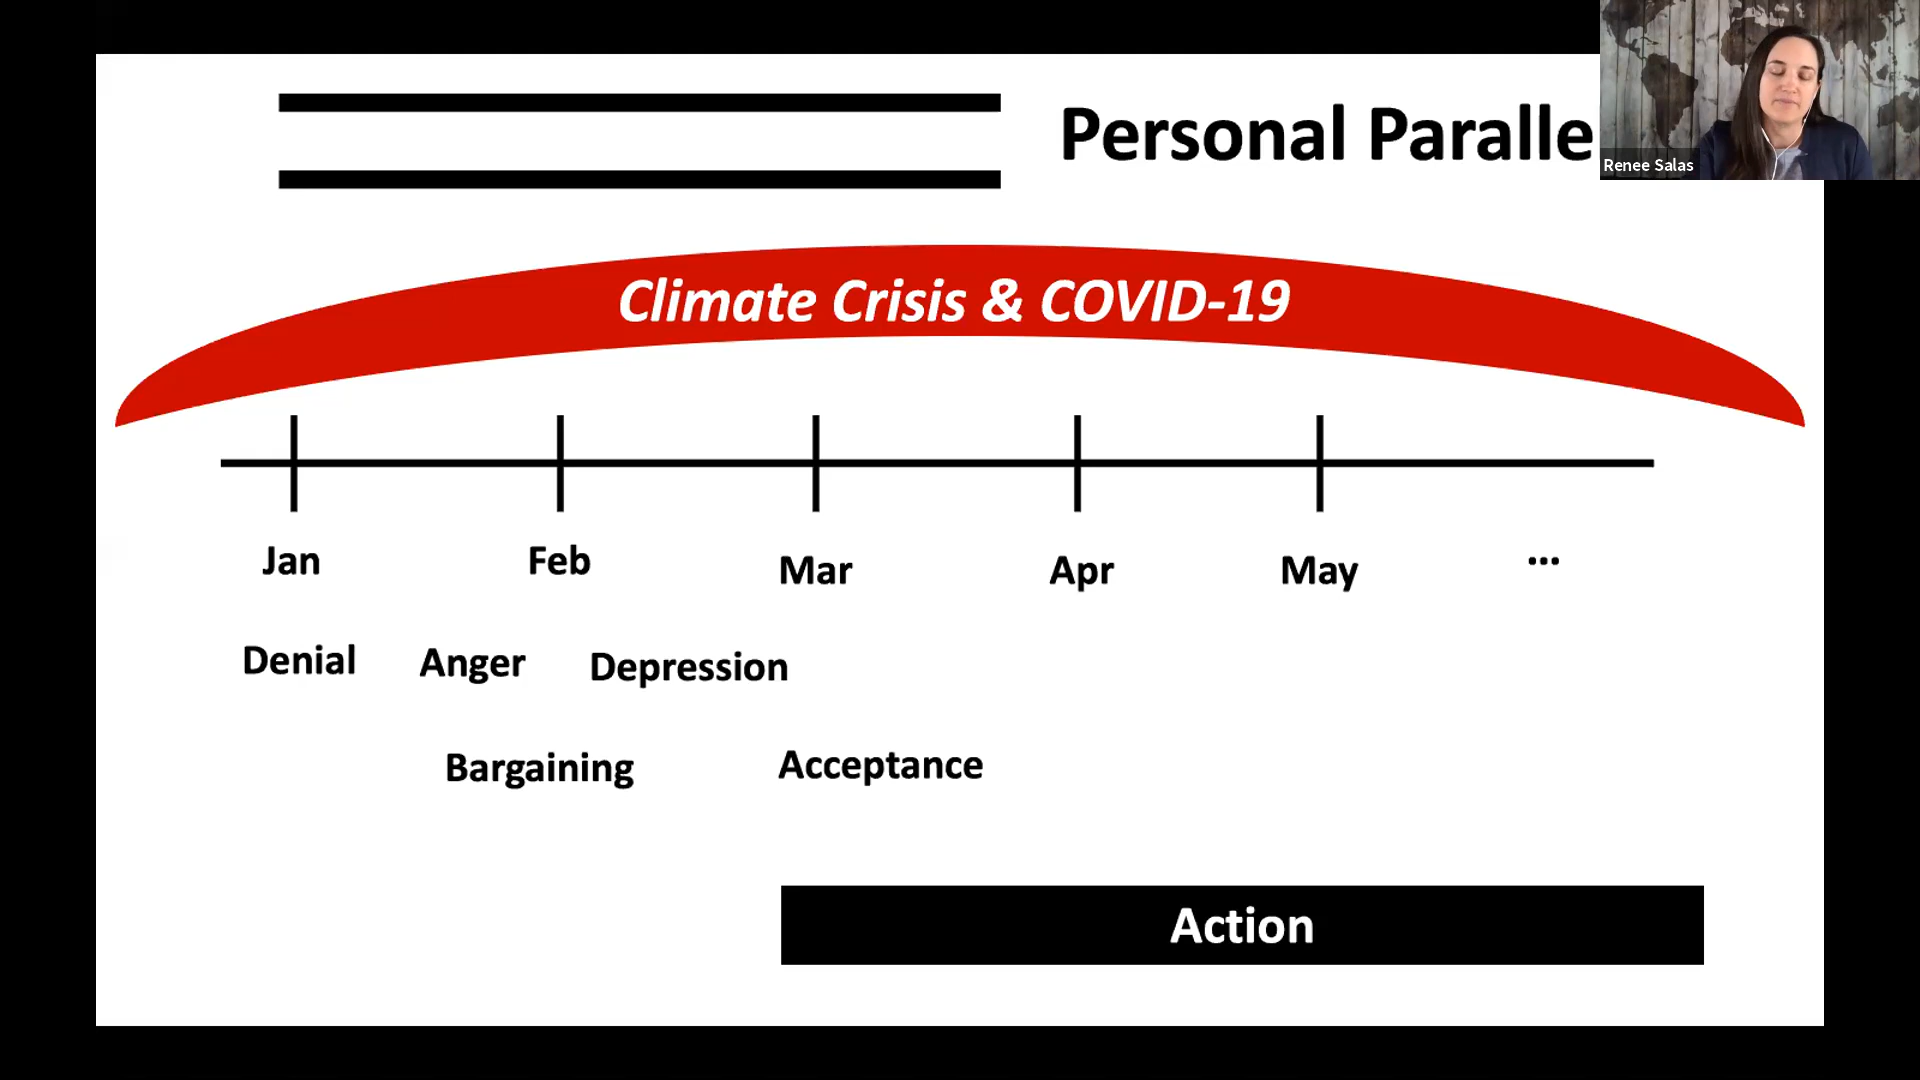 Personal Paralle
Renee Salas
Climate Crisis & COVID-19
Jan Feb Mar Apr May ...
Denial Anger Depression
Bargaining Acceptance
Action